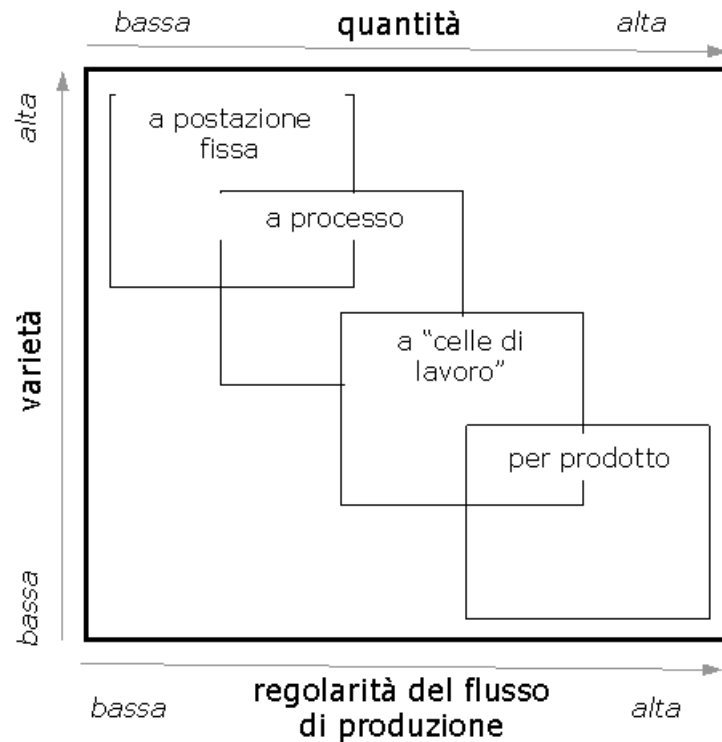 bassa quantità alta
alta
a postazione
fissa
a processo
varietà
a “celle di
lavoro”
per prodotto
bassa
bassa regolarità del flusso alta
di produzione